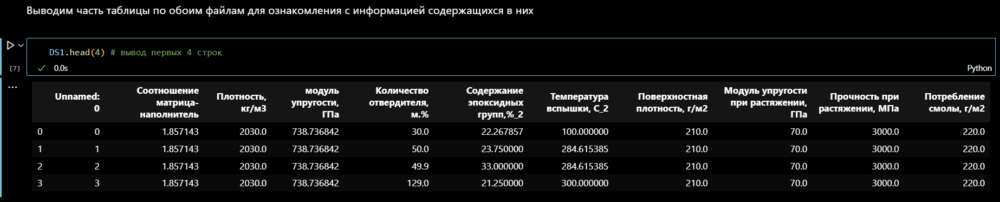 Выводим часть таблицы по обоим файлам для ознакомления с информацией содержащихся в них
DS1.head(4) # вывод первых 4 строк
[7] 0.0s Python
Unnamed: 0 Соотношение матрица-наполнитель Плотность, кг/м3 модуль упругости, ГПа Количество отвердителя, м.% Содержание эпоксидных групп,%_2 Температура вспышки, С_2 Поверхностная плотность, г/м2 Модуль упругости при растяжении, ГПа Прочность при растяжении, МПа Потребление смолы, г/м2
0 0 1.857143 2030.0 738.736842 30.0 22.267857 100.000000 210.0 70.0 3000.0 220.0
1 1 1.857143 2030.0 738.736842 50.0 23.750000 284.615385 210.0 70.0 3000.0 220.0
2 2 1.857143 2030.0 738.736842 49.9 33.000000 284.615385 210.0 70.0 3000.0 220.0
3 3 1.857143 2030.0 738.736842 129.0 21.250000 300.000000 210.0 70.0 3000.0 220.0